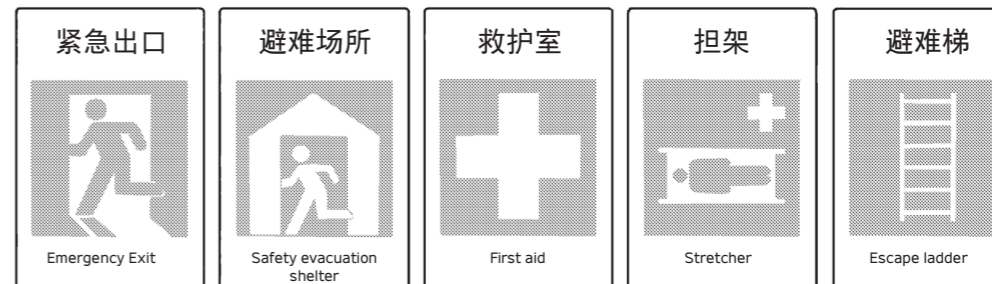 紧急出口
Emergency Exit
避难场所
Safety evacuation
shelter
救护室
First aid
担架
Stretcher
避难梯
Escape ladder